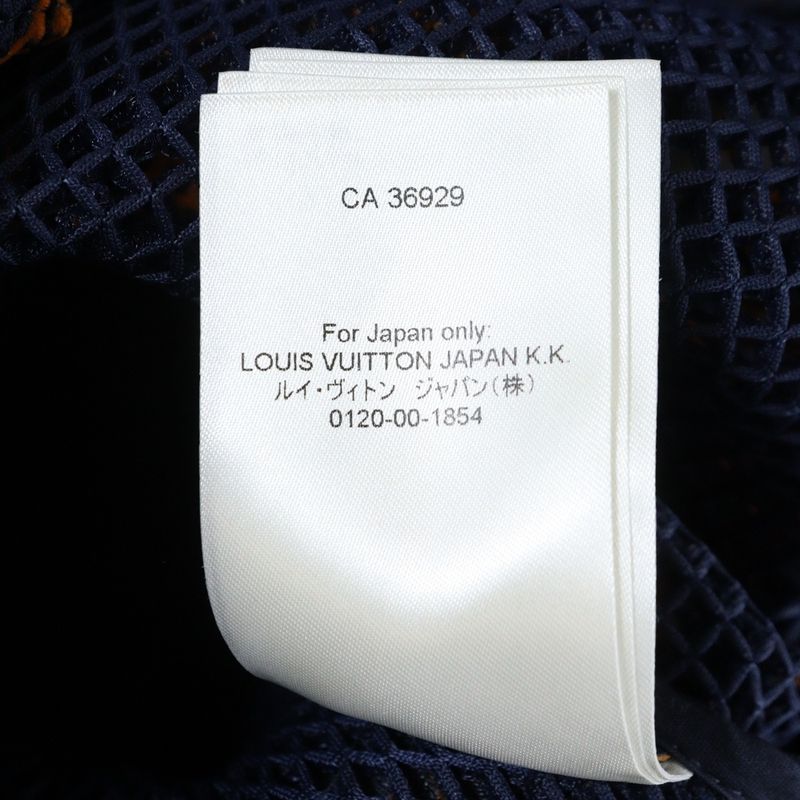 CA 36929
For Japan only:
LOUIS VUITTON JAPAN K.K.
ルイ・ヴィトン　ジャパン(株)
0120-00-1854